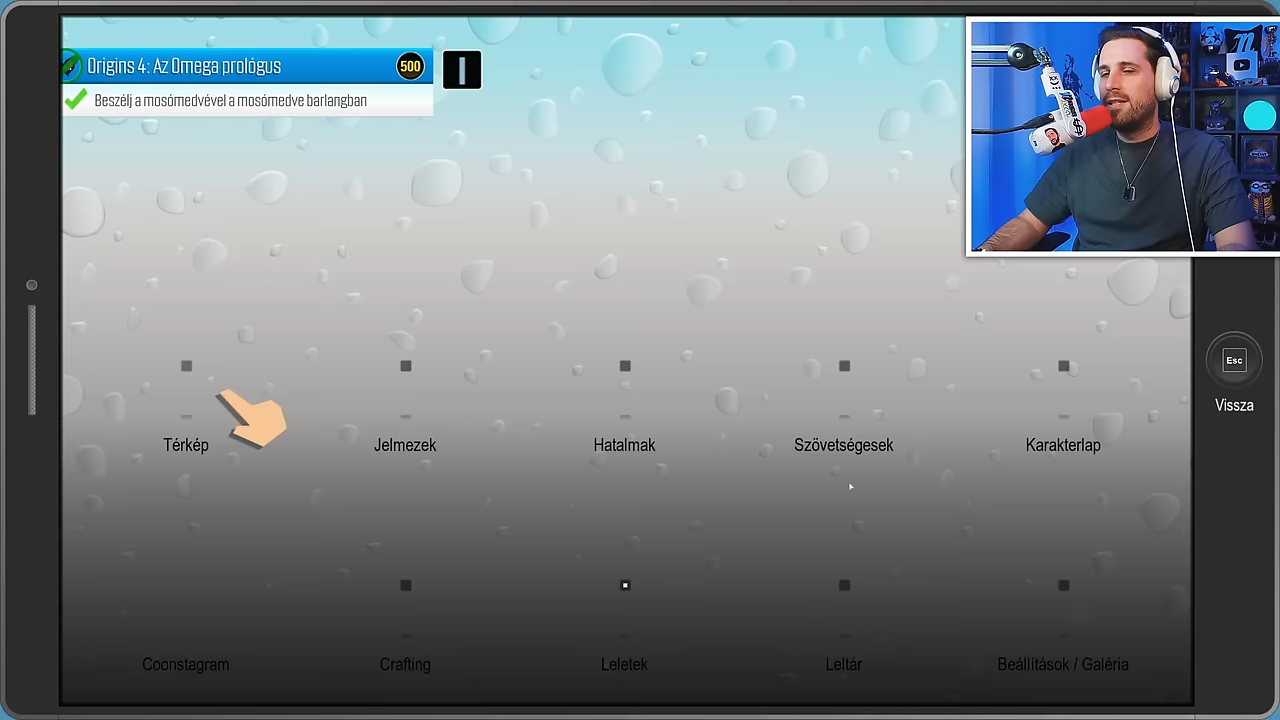 Origins 4: Az Omega prológus
500
Beszélj a mosómedvével a mosómedve barlangban
Esc
Vissza
Térkép
Jelmezek
Hatalmak
Szövetségesek
Karakterlap
Coonstagram
Crafting
Leletek
Leltár
Beállítások / Galéria